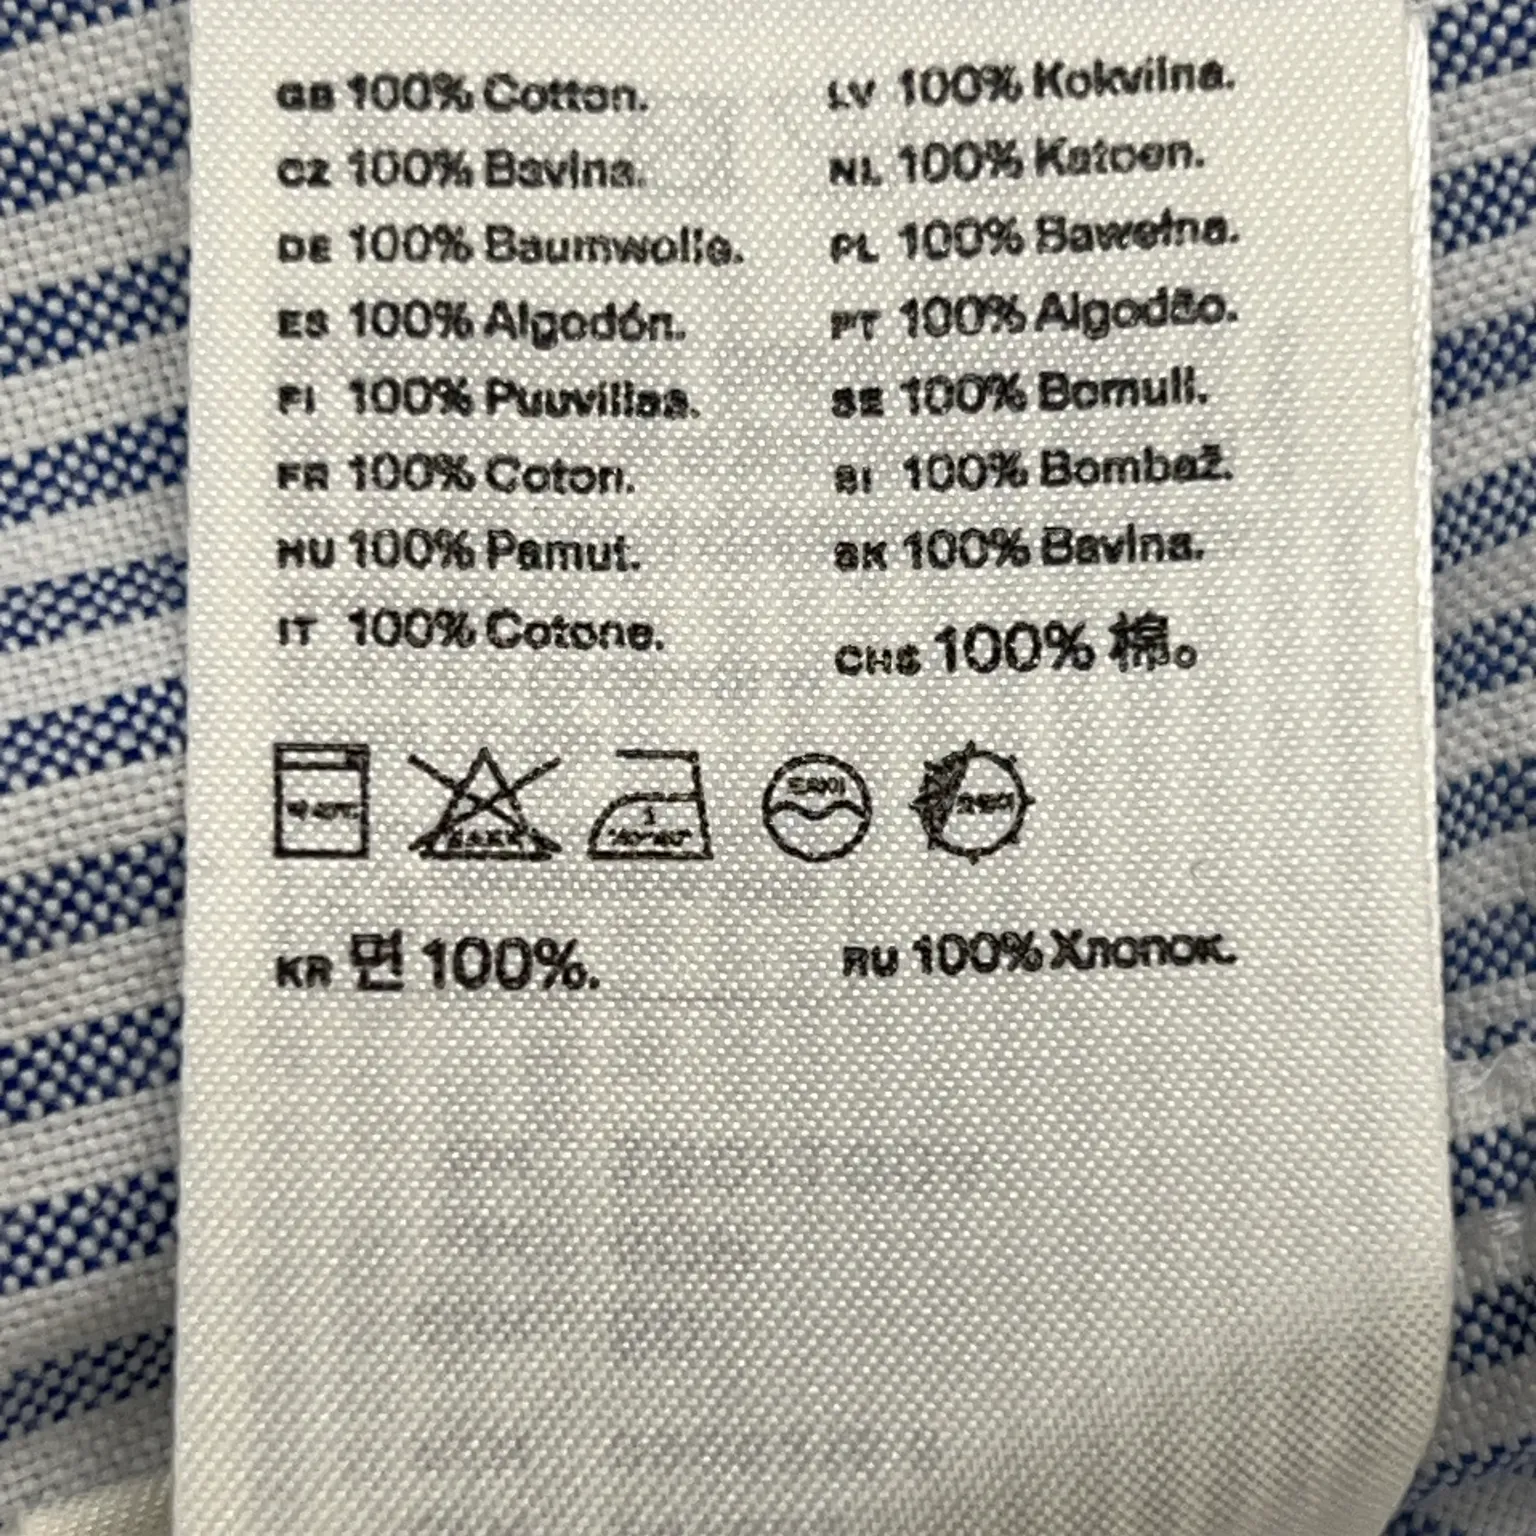 GB 100% Cotton.
CZ 100% Bavlna.
DE 100% Baumwolle.
ES 100% Algodón.
FI 100% Puuvillaa.
FR 100% Coton.
HU 100% Pamut.
IT 100% Cotone.
LV 100% Kokvilna.
NL 100% Katoen.
PL 100% Bawełna.
PT 100% Algodão.
SE 100% Bomull.
SI 100% Bombaž.
SK 100% Bavlna.
CHS 100% 棉。
KR 면 100%.
RU 100% Хлопок.